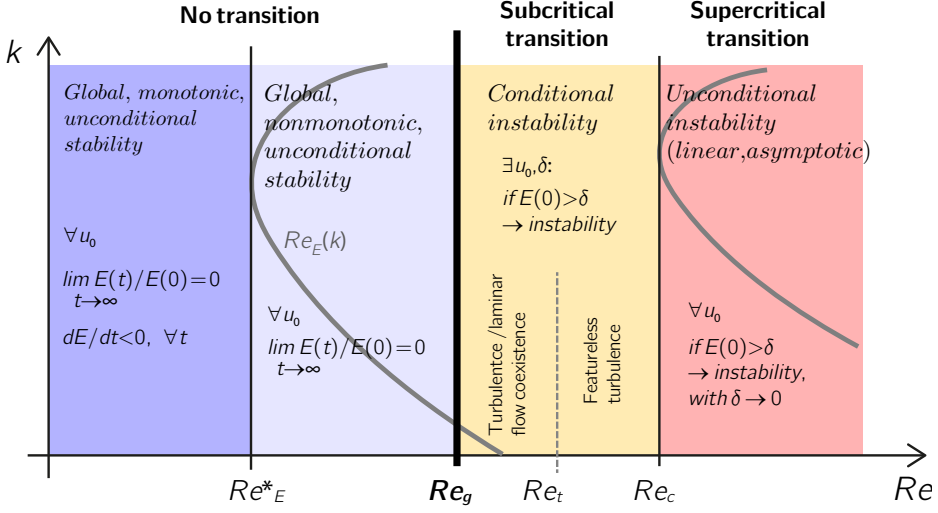 No transition
Subcritical
transition
Supercritical
transition
k
Global, monotonic,
unconditional
stability
∀u₀
lim E(t)/E(0)=0
t→∞
dE/dt<0, ∀t
Global,
nonmonotonic,
unconditional
stability
Re_E(k)
∀u₀
lim E(t)/E(0)=0
t→∞
Conditional
instability
∃u₀,δ:
if E(0)>δ
→ instability
Turbulentce /laminar
flow coexistence
Featureless
turbulence
Unconditional
instability
(linear,asymptotic)
∀u₀
if E(0)>δ
→ instability,
with δ → 0
Re*_E
Re_g
Re_t
Re_c
Re